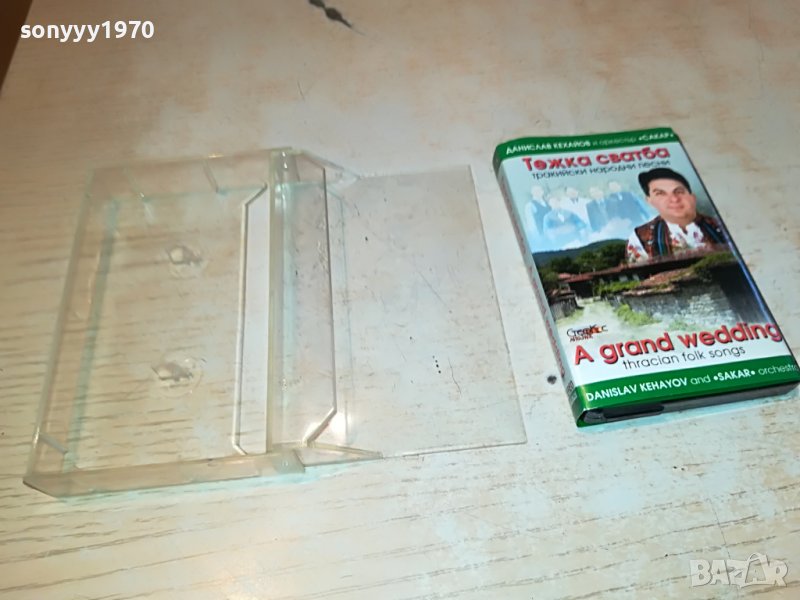 sonyyy1970
ДАНИСЛАВ КЕХАЙОВ и оркестър «САКАР»
Тежка сватба
тракийски народни песни
A grand wedding
thracian folk songs
DANISLAV KEHAYOV and «SAKAR» orchestra
BAZAR